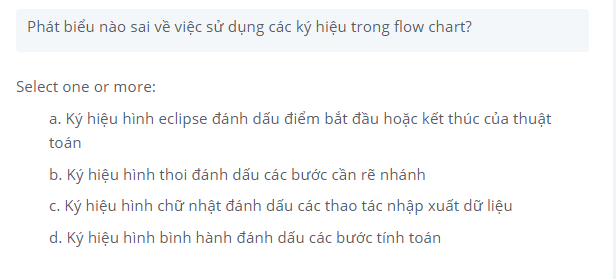 Phát biểu nào sai về việc sử dụng các ký hiệu trong flow chart?
Select one or more:
a. Ký hiệu hình eclipse đánh dấu điểm bắt đầu hoặc kết thúc của thuật
toán
b. Ký hiệu hình thoi đánh dấu các bước cần rẽ nhánh
c. Ký hiệu hình chữ nhật đánh dấu các thao tác nhập xuất dữ liệu
d. Ký hiệu hình bình hành đánh dấu các bước tính toán